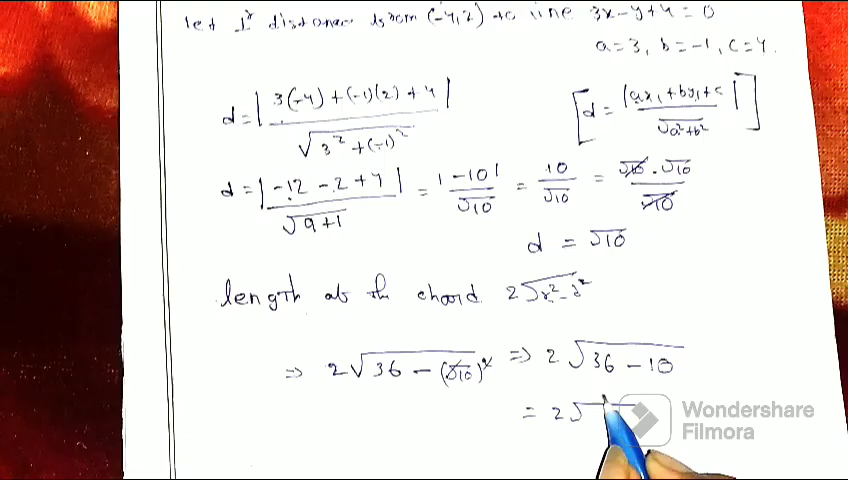 let ⊥r distance from (-4,2) to line 3x-y+4=0
a=3, b=-1, c=4.
d = |3(-4)+(-1)(2)+4| / √(3²+(-1)²) [d = |ax₁+by₁+c| / √(a²+b²)]
d = |-12-2+4| / √(9+1) = |-10| / √10 = 10/√10 = √10·√10 / √10
d = √10
length of the chord 2√(r²-d²)
⇒ 2√(36-(√10)²) ⇒ 2√(36-10)
= 2√
Wondershare
Filmora